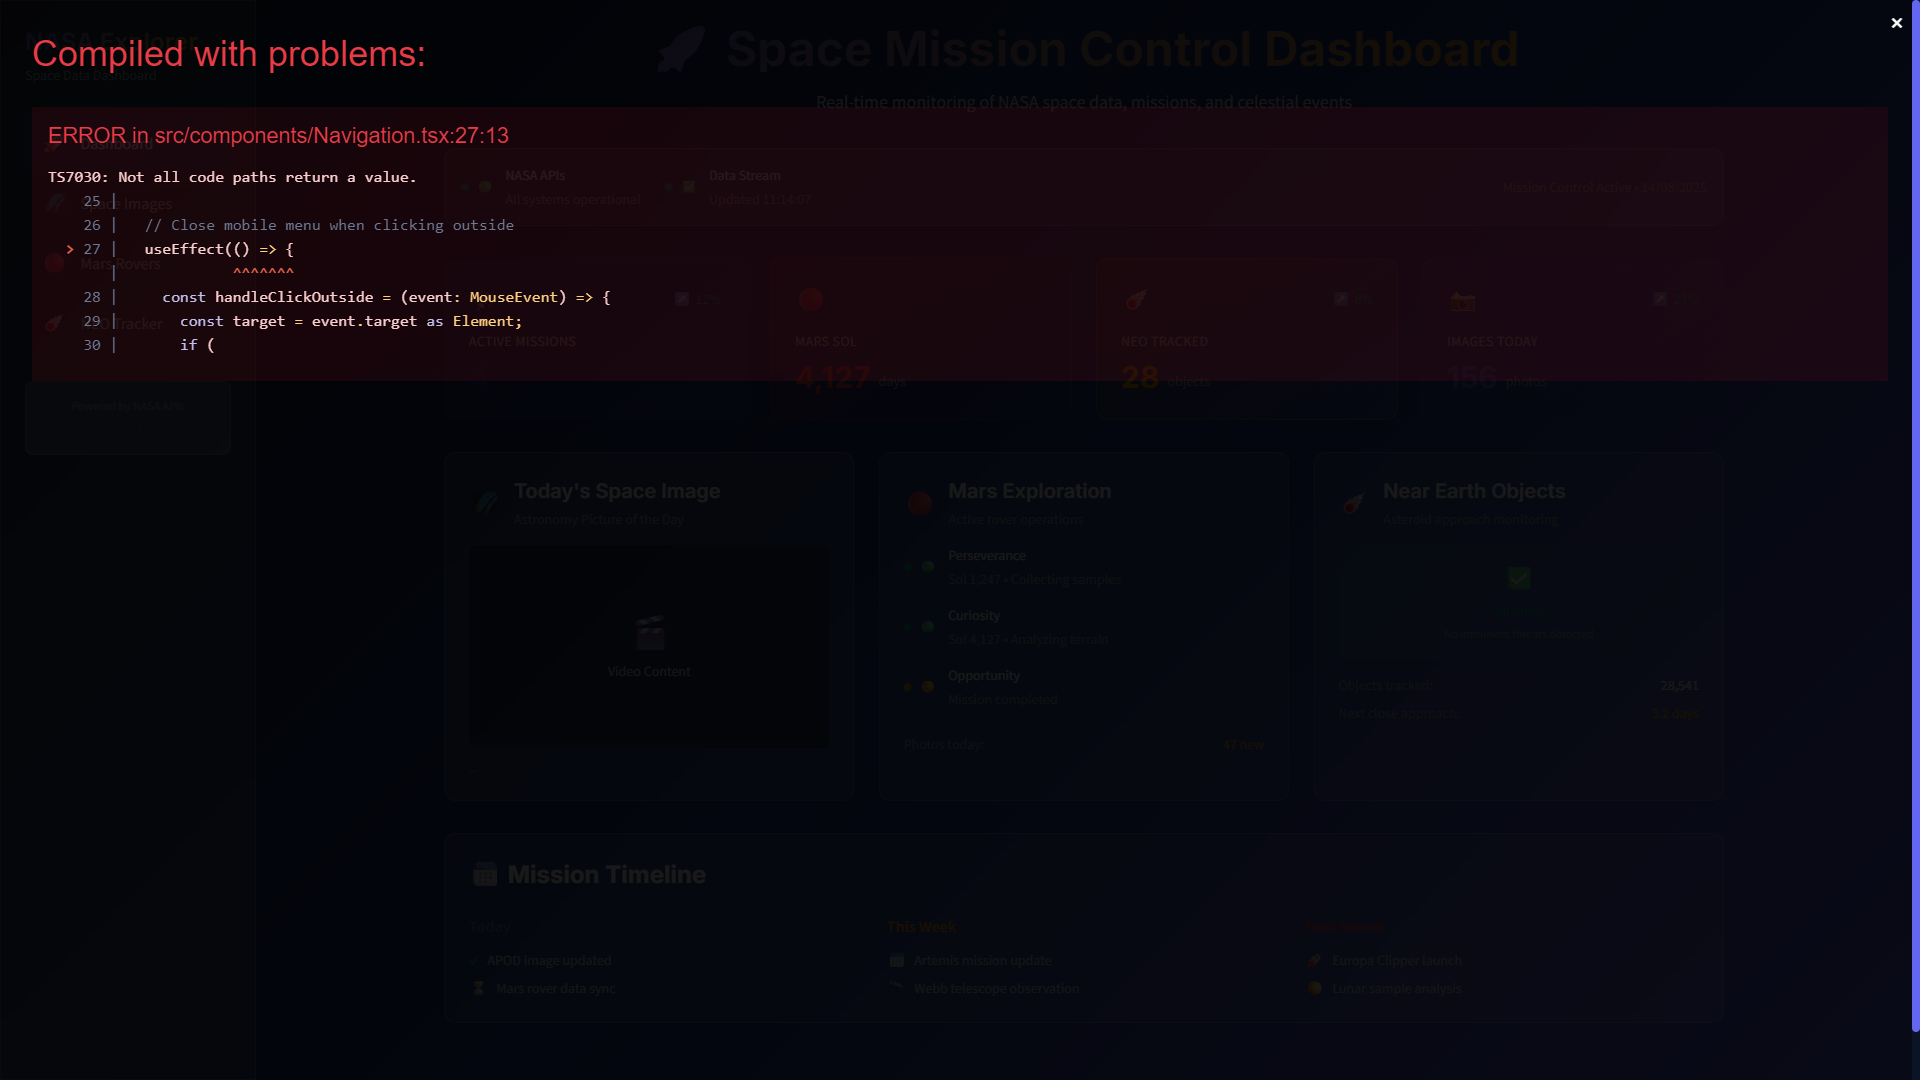 NASA Explorer
Space Data Dashboard
Compiled with problems:
×
🚀 Space Mission Control Dashboard
Real-time monitoring of NASA space data, missions, and celestial events
ERROR in src/components/Navigation.tsx:27:13
TS7030: Not all code paths return a value.
25 |
26 | // Close mobile menu when clicking outside
> 27 | useEffect(() => {
| ^^^^^^^
28 | const handleClickOutside = (event: MouseEvent) => {
29 | const target = event.target as Element;
30 | if (
Dashboard
Space Images
Mars Rovers
NEO Tracker
Powered by NASA APIs
NASA APIs
All systems operational
Data Stream
Updated 11:14:07
Mission Control Active • 14/08/2025
12%
ACTIVE MISSIONS
MARS SOL
4,127 days
NEO TRACKED
28 objects
IMAGES TODAY
156 photos
Today's Space Image
Astronomy Picture of the Day
Video Content
Mars Exploration
Active rover operations
Perseverance
Sol 1,247 • Collecting samples
Curiosity
Sol 4,127 • Analyzing terrain
Opportunity
Mission completed
Photos today: 47 new
Near Earth Objects
Asteroid approach monitoring
No imminent threats detected
Objects tracked: 28,541
Next close approach: 3.2 days
Mission Timeline
Today
APOD image updated
Mars rover data sync
This Week
Artemis mission update
Webb telescope observation
Europa Clipper launch
Lunar sample analysis